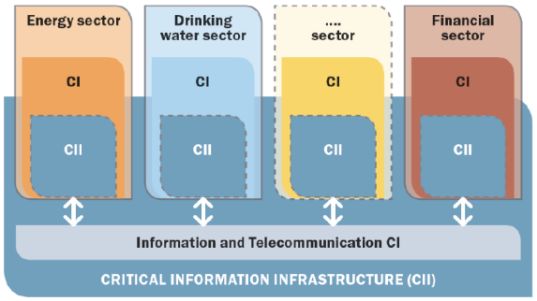 Energy sector
Drinking
water sector
....
sector
Financial
sector
CI
CI
CI
CI
CII
CII
CII
CII
Information and Telecommunication CI
CRITICAL INFORMATION INFRASTRUCTURE (CII)